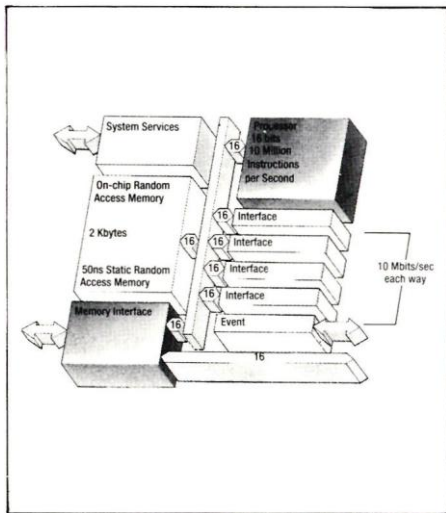 System Services
On-chip Random
Access Memory
2 Kbytes
50ns Static Random
Access Memory
Memory Interface
Processor
16 bits
10 Million
Instructions
per Second
16
16
Interface
16
Interface
16
16
Interface
16
Interface
16
Event
16
10 Mbits/sec
each way